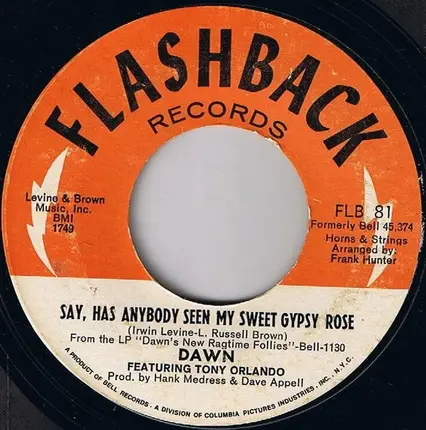 FLASHBACK
RECORDS
Levine & Brown
Music, Inc.
BMI
1749
FLB 81
Formerly Bell 45,374
Horns & Strings
Arranged by:
Frank Hunter
SAY, HAS ANYBODY SEEN MY SWEET GYPSY ROSE
(Irwin Levine-L. Russell Brown)
From the LP "Dawn's New Ragtime Follies"-Bell-1130
DAWN
FEATURING TONY ORLANDO
Prod. by Hank Medress & Dave Appell
A PRODUCT OF BELL RECORDS. A DIVISION OF COLUMBIA PICTURES INDUSTRIES, INC., N.Y.C.